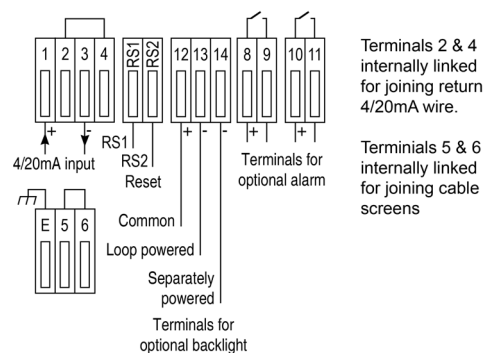 1 2 3 4
RS1 RS2
12 13 14
8 9
10 11
+ -
4/20mA input
RS1
RS2
Reset
+ - -
+ -
+ -
Terminals for
optional alarm
E 5 6
Common
Loop powered
Separately
powered
Terminals for
optional backlight
Terminals 2 & 4
internally linked
for joining return
4/20mA wire.
Terminials 5 & 6
internally linked
for joining cable
screens